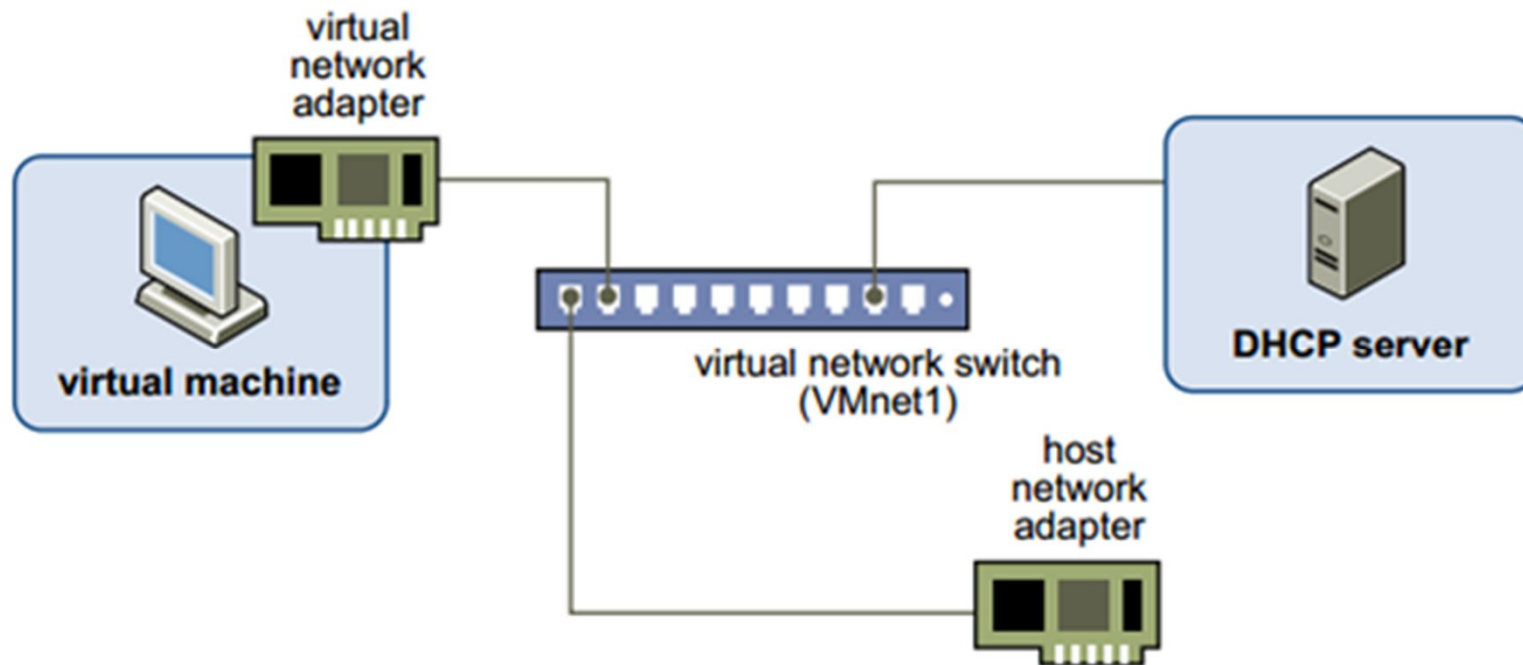 virtual
network
adapter
virtual machine
virtual network switch
(VMnet1)
DHCP server
host
network
adapter